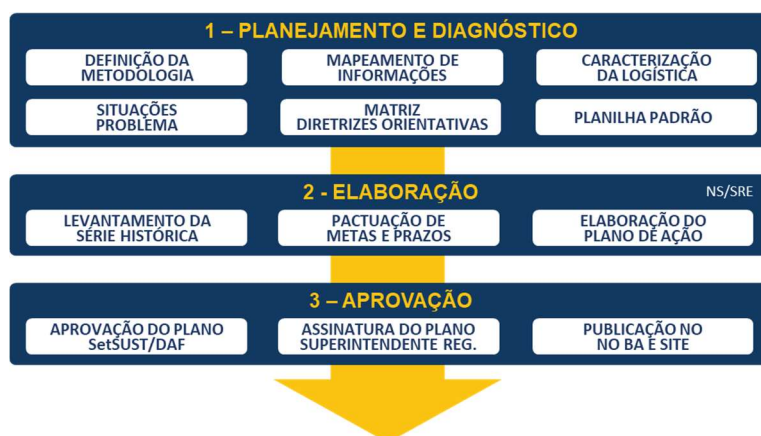 1 – PLANEJAMENTO E DIAGNÓSTICO
DEFINIÇÃO DA
METODOLOGIA
MAPEAMENTO DE
INFORMAÇÕES
CARACTERIZAÇÃO
DA LOGÍSTICA
SITUAÇÕES
PROBLEMA
MATRIZ
DIRETRIZES ORIENTATIVAS
PLANILHA PADRÃO
2 - ELABORAÇÃO
NS/SRE
LEVANTAMENTO DA
SÉRIE HISTÓRICA
PACTUAÇÃO DE
METAS E PRAZOS
ELABORAÇÃO DO
PLANO DE AÇÃO
3 – APROVAÇÃO
APROVAÇÃO DO PLANO
SetSUST/DAF
ASSINATURA DO PLANO
SUPERINTENDENTE REG.
PUBLICAÇÃO NO
NO BA E SITE